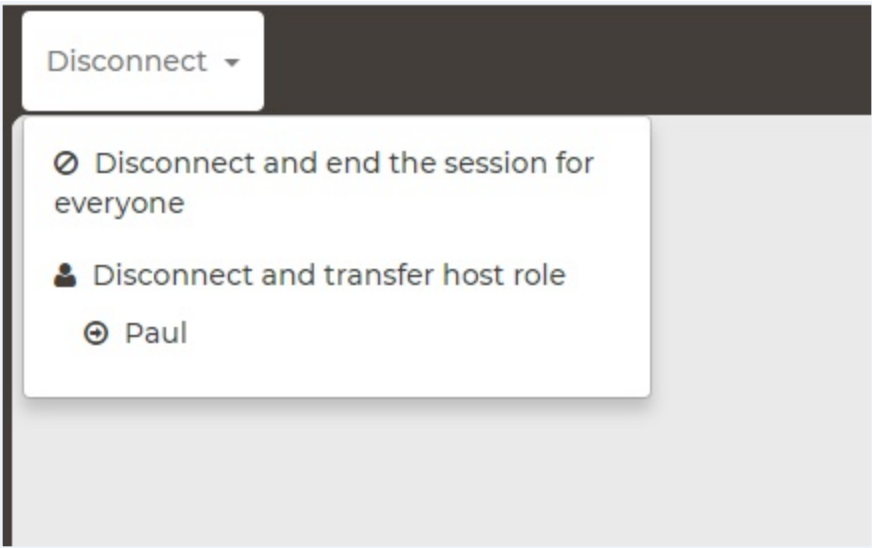 Disconnect
Disconnect and end the session for
everyone
Disconnect and transfer host role
Paul